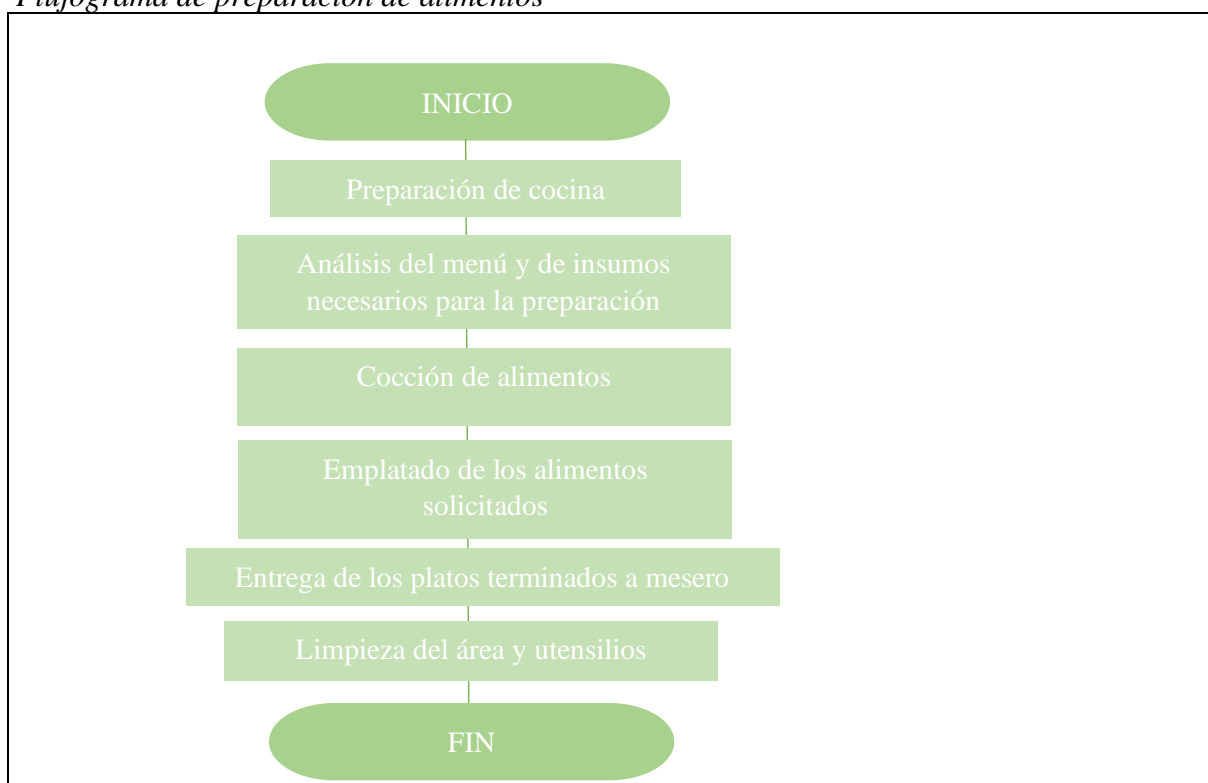 Flujograma de preparación de alimentos
INICIO
Preparación de cocina
Análisis del menú y de insumos
necesarios para la preparación
Cocción de alimentos
Emplatado de los alimentos
solicitados
Entrega de los platos terminados a mesero
Limpieza del área y utensilios
FIN